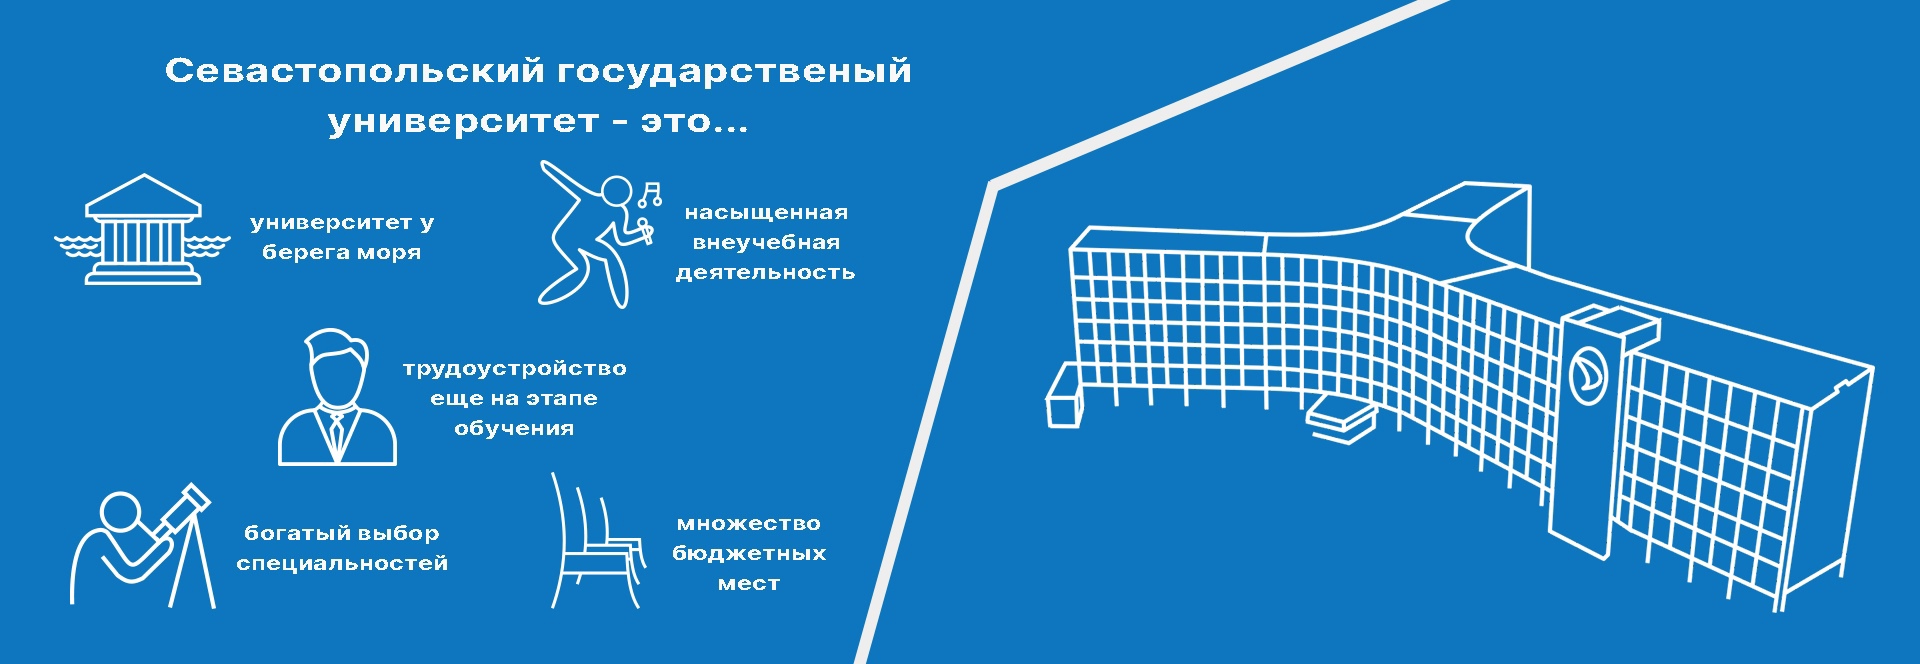 Севастопольский государственый
университет - это...
университет у
берега моря
насыщенная
внеучебная
деятельность
трудоустройство
еще на этапе
обучения
богатый выбор
специальностей
множество
бюджетных
мест